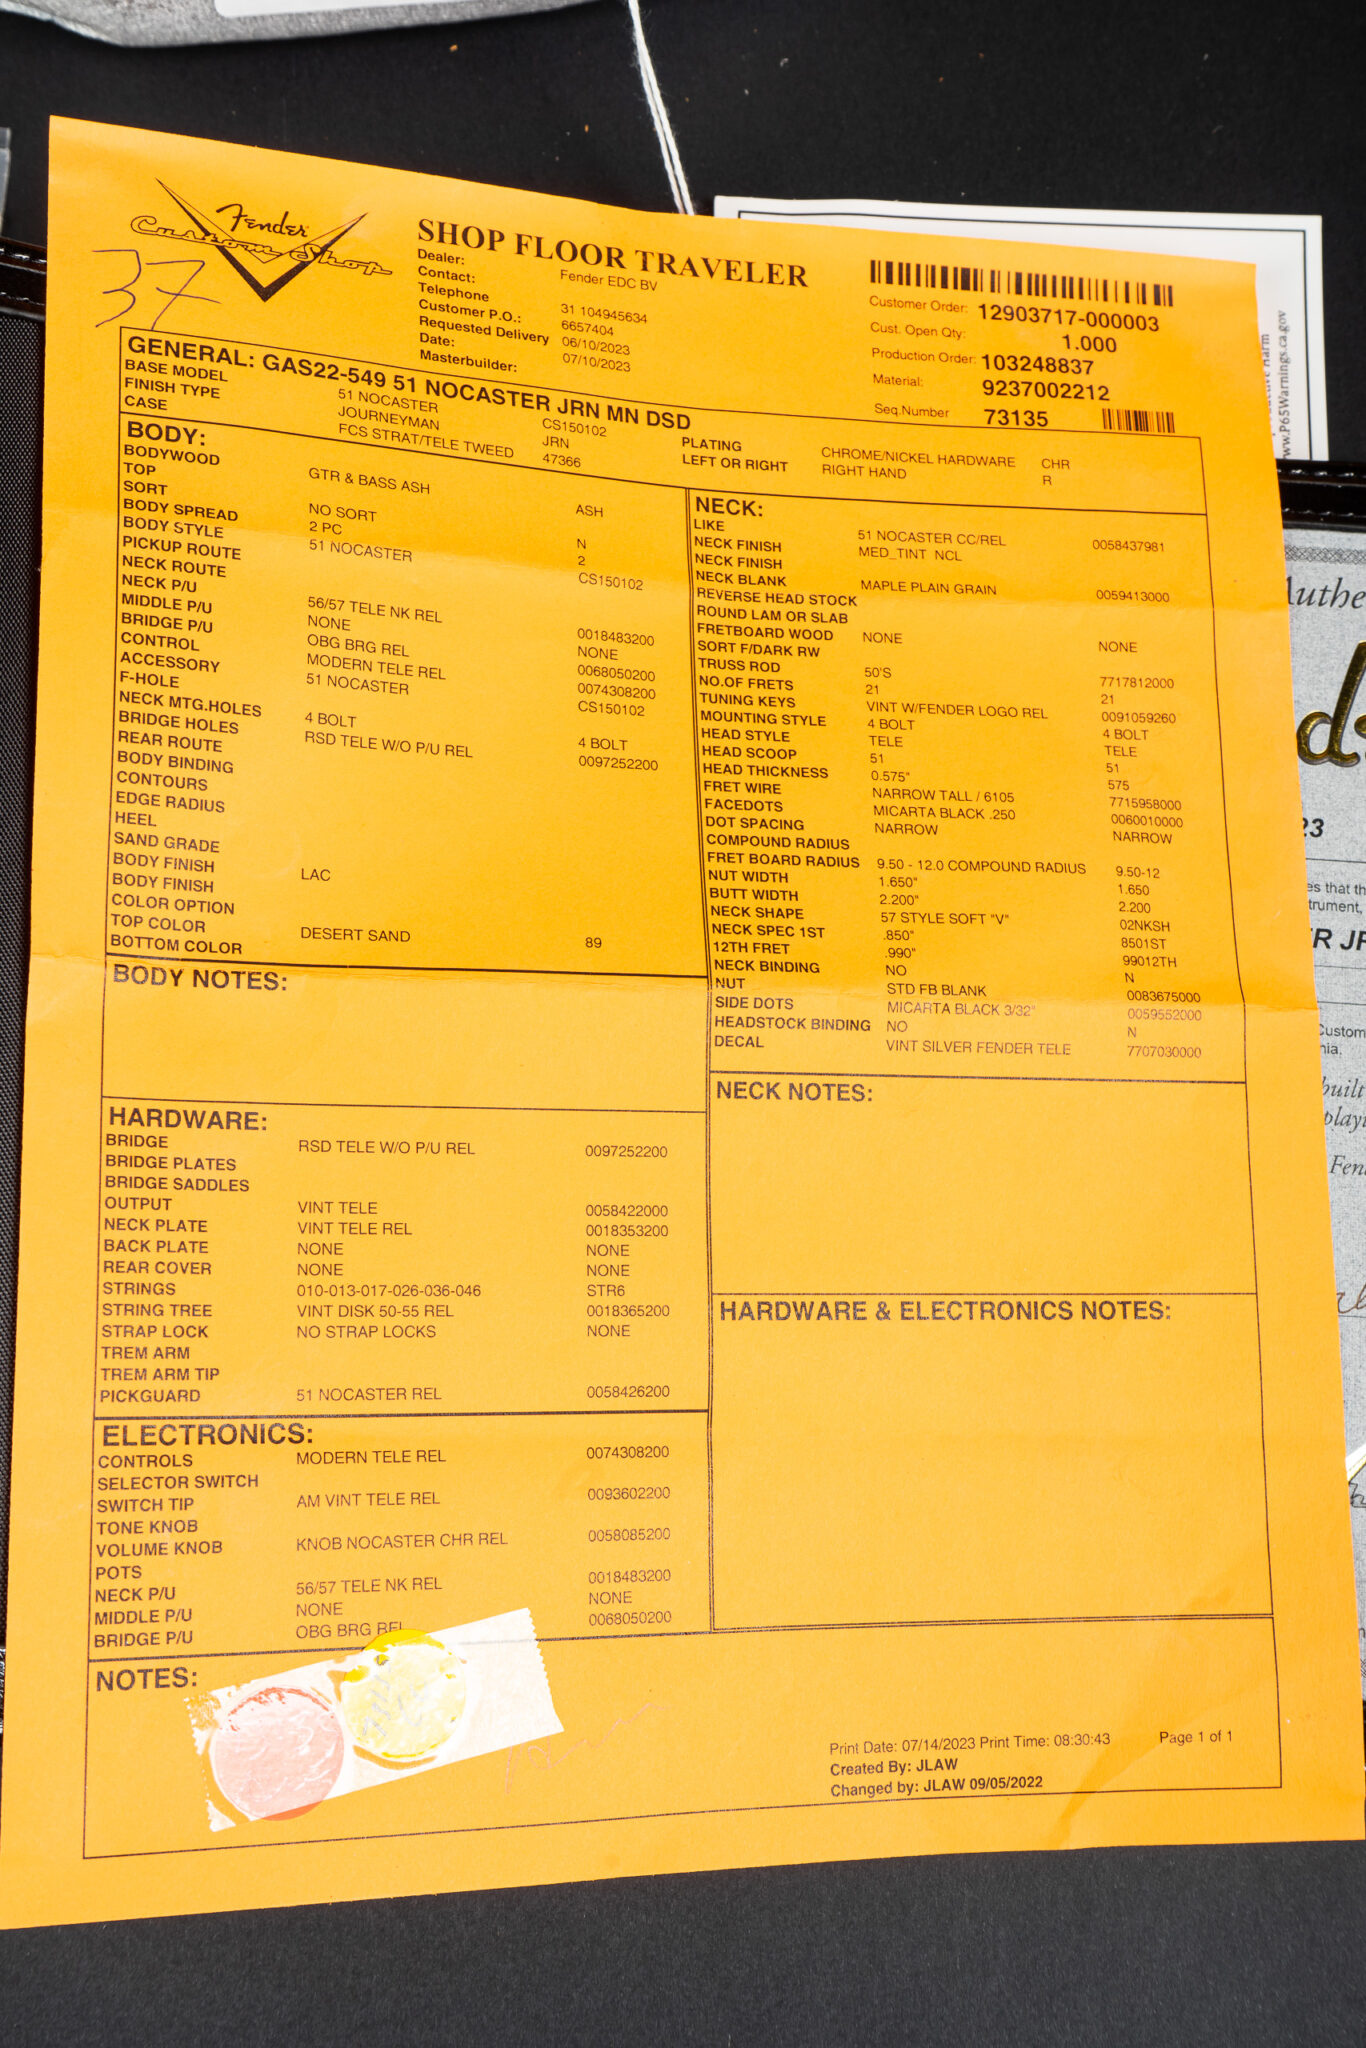 Fender
Custom Shop
37
SHOP FLOOR TRAVELER
Dealer: Fender EDC BV
Contact:
Telephone 31 104945634
Customer P.O.: 6657404
Requested Delivery 06/10/2023
Date: 07/10/2023
Masterbuilder:
Customer Order: 12903717-000003
Cust. Open Qty: 1.000
Production Order: 103248837
Material: 9237002212
Seq.Number 73135
GENERAL: GAS22-549 51 NOCASTER JRN MN DSD
BASE MODEL 51 NOCASTER CS150102
FINISH TYPE JOURNEYMAN JRN
CASE FCS STRAT/TELE TWEED 47366
PLATING CHROME/NICKEL HARDWARE CHR
LEFT OR RIGHT RIGHT HAND R
BODY:
BODYWOOD GTR & BASS ASH ASH
TOP
SORT NO SORT N
BODY SPREAD 2 PC 2
BODY STYLE 51 NOCASTER CS150102
PICKUP ROUTE
NECK ROUTE
NECK P/U 56/57 TELE NK REL 0018483200
MIDDLE P/U NONE NONE
BRIDGE P/U OBG BRG REL 0068050200
CONTROL MODERN TELE REL 0074308200
ACCESSORY 51 NOCASTER CS150102
F-HOLE
NECK MTG.HOLES 4 BOLT 4 BOLT
BRIDGE HOLES RSD TELE W/O P/U REL 0097252200
REAR ROUTE
BODY BINDING
CONTOURS
EDGE RADIUS
HEEL
SAND GRADE
BODY FINISH LAC
BODY FINISH
COLOR OPTION
TOP COLOR DESERT SAND 89
BOTTOM COLOR
BODY NOTES:
HARDWARE:
BRIDGE RSD TELE W/O P/U REL 0097252200
BRIDGE PLATES
BRIDGE SADDLES
OUTPUT VINT TELE 0058422000
NECK PLATE VINT TELE REL 0018353200
BACK PLATE NONE NONE
REAR COVER NONE NONE
STRINGS 010-013-017-026-036-046 STR6
STRING TREE VINT DISK 50-55 REL 0018365200
STRAP LOCK NO STRAP LOCKS NONE
TREM ARM
TREM ARM TIP
PICKGUARD 51 NOCASTER REL 0058426200
ELECTRONICS:
CONTROLS MODERN TELE REL 0074308200
SELECTOR SWITCH
SWITCH TIP AM VINT TELE REL 0093602200
TONE KNOB
VOLUME KNOB KNOB NOCASTER CHR REL 0058085200
POTS
NECK P/U 56/57 TELE NK REL 0018483200
MIDDLE P/U NONE NONE
BRIDGE P/U OBG BRG REL 0068050200
NOTES:
NECK:
LIKE 51 NOCASTER CC/REL 0058437981
NECK FINISH MED_TINT NCL
NECK FINISH
NECK BLANK MAPLE PLAIN GRAIN 0059413000
REVERSE HEAD STOCK
ROUND LAM OR SLAB
FRETBOARD WOOD NONE NONE
SORT F/DARK RW
TRUSS ROD 50'S 7717812000
NO.OF FRETS 21 21
TUNING KEYS VINT W/FENDER LOGO REL 0091059260
MOUNTING STYLE 4 BOLT 4 BOLT
HEAD STYLE TELE TELE
HEAD SCOOP 51 51
HEAD THICKNESS 0.575" 575
FRET WIRE NARROW TALL / 6105 7715958000
FACEDOTS MICARTA BLACK .250 0060010000
DOT SPACING NARROW NARROW
COMPOUND RADIUS
FRET BOARD RADIUS 9.50 - 12.0 COMPOUND RADIUS 9.50-12
NUT WIDTH 1.650" 1.650
BUTT WIDTH 2.200" 2.200
NECK SHAPE 57 STYLE SOFT "V" 02NKSH
NECK SPEC 1ST .850" 8501ST
12TH FRET .990" 99012TH
NECK BINDING NO N
NUT STD FB BLANK 0083675000
SIDE DOTS MICARTA BLACK 3/32" 0059552000
HEADSTOCK BINDING NO N
DECAL VINT SILVER FENDER TELE 7707030000
NECK NOTES:
HARDWARE & ELECTRONICS NOTES:
Print Date: 07/14/2023 Print Time: 08:30:43 Page 1 of 1
Created By: JLAW
Changed by: JLAW 09/05/2022
www.P65Warnings.ca.gov